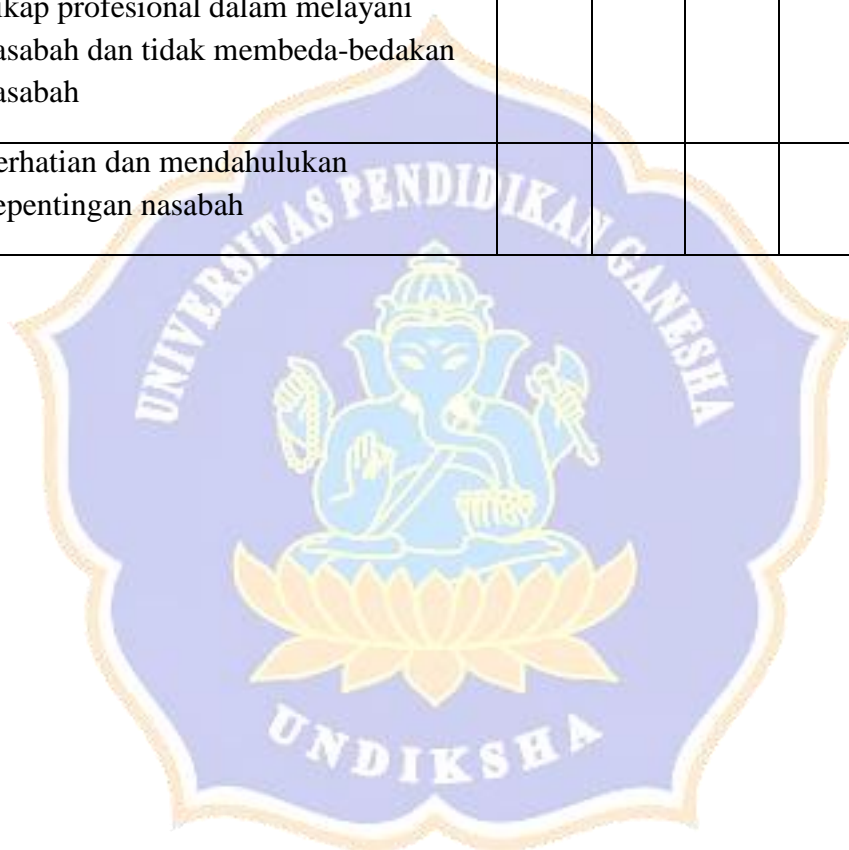 ikap profesional dalam melayani
asabah dan tidak membeda-bedakan
asabah
erhatian dan mendahulukan
epentingan nasabah
UNIVERSITAS PENDIDIKAN GANESHA
UNDIKSHA